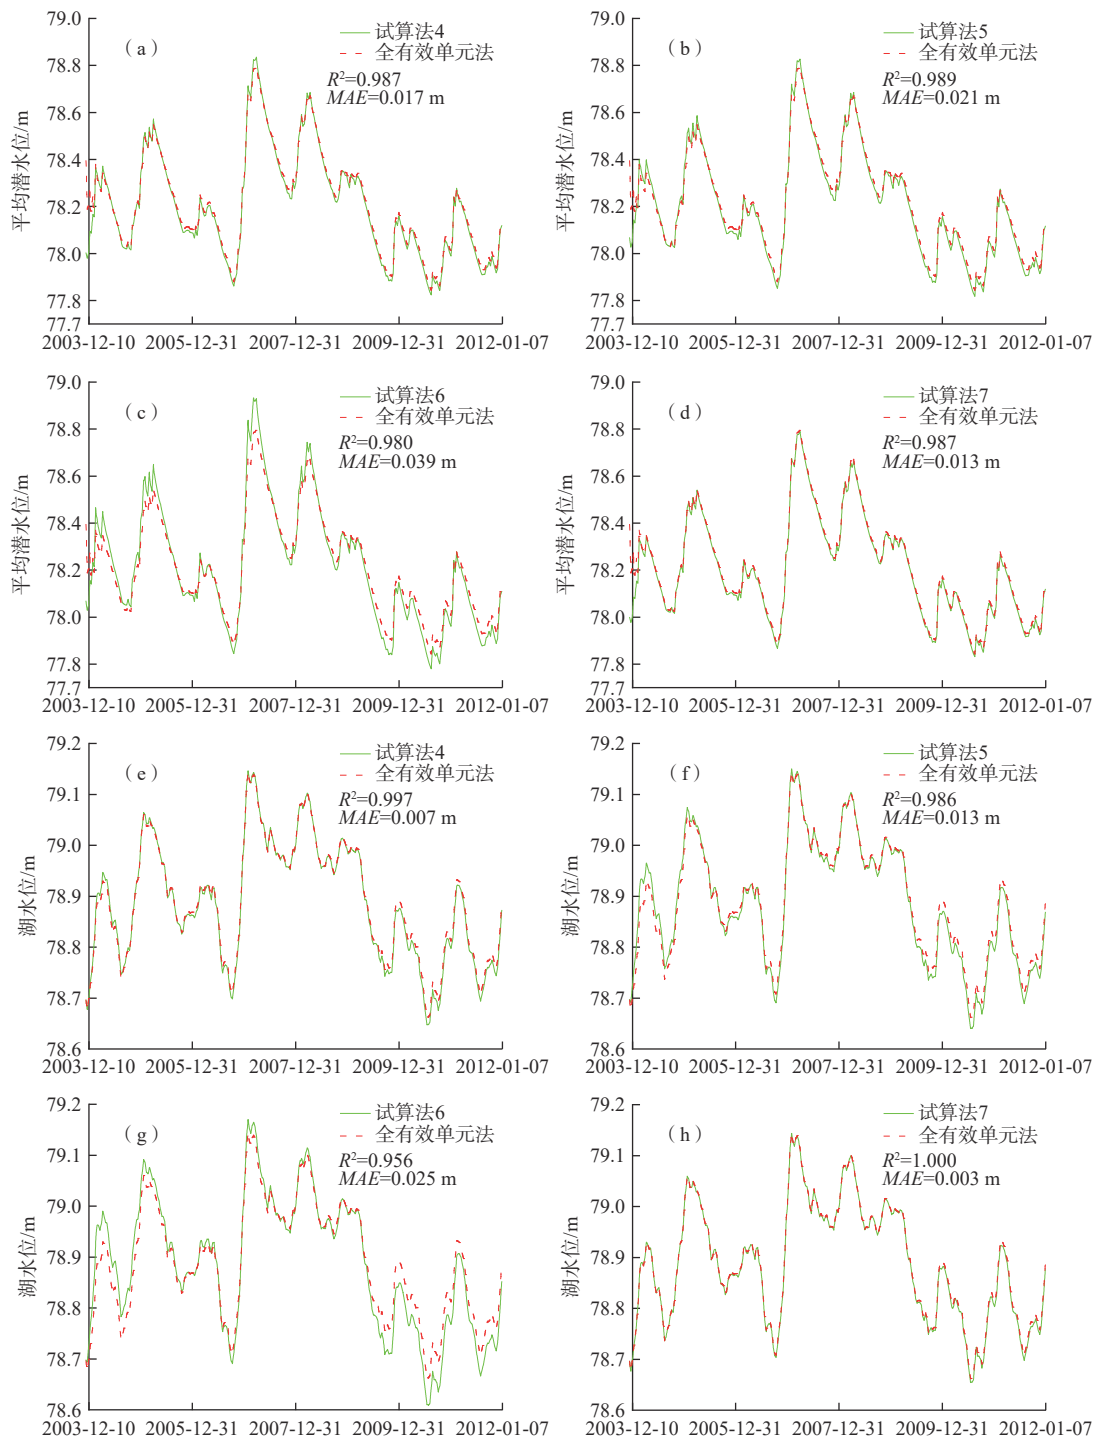 79.0
78.8
78.6
78.4
78.2
78.0
77.8
77.7
平均潜水位/m
（a）
试算法4
全有效单元法
R²=0.987
MAE=0.017 m
2003-12-10 2005-12-31 2007-12-31 2009-12-31 2012-01-07
79.0
78.8
78.6
78.4
78.2
78.0
77.8
77.7
平均潜水位/m
（b）
试算法5
全有效单元法
R²=0.989
MAE=0.021 m
2003-12-10 2005-12-31 2007-12-31 2009-12-31 2012-01-07
79.0
78.8
78.6
78.4
78.2
78.0
77.8
77.7
平均潜水位/m
（c）
试算法6
全有效单元法
R²=0.980
MAE=0.039 m
2003-12-10 2005-12-31 2007-12-31 2009-12-31 2012-01-07
79.0
78.8
78.6
78.4
78.2
78.0
77.8
77.7
平均潜水位/m
（d）
试算法7
全有效单元法
R²=0.987
MAE=0.013 m
2003-12-10 2005-12-31 2007-12-31 2009-12-31 2012-01-07
79.2
79.1
79.0
78.9
78.8
78.7
78.6
湖水位/m
（e）
试算法4
全有效单元法
R²=0.997
MAE=0.007 m
2003-12-10 2005-12-31 2007-12-31 2009-12-31 2012-01-07
79.2
79.1
79.0
78.9
78.8
78.7
78.6
湖水位/m
（f）
试算法5
全有效单元法
R²=0.986
MAE=0.013 m
2003-12-10 2005-12-31 2007-12-31 2009-12-31 2012-01-07
79.2
79.1
79.0
78.9
78.8
78.7
78.6
湖水位/m
（g）
试算法6
全有效单元法
R²=0.956
MAE=0.025 m
2003-12-10 2005-12-31 2007-12-31 2009-12-31 2012-01-07
79.2
79.1
79.0
78.9
78.8
78.7
78.6
湖水位/m
（h）
试算法7
全有效单元法
R²=1.000
MAE=0.003 m
2003-12-10 2005-12-31 2007-12-31 2009-12-31 2012-01-07